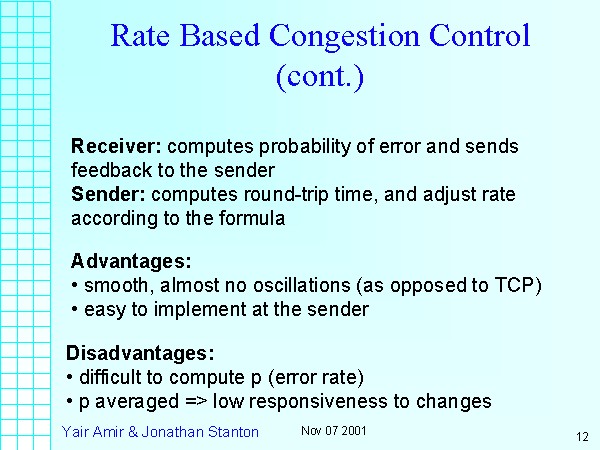 Rate Based Congestion Control
(cont.)
Receiver: computes probability of error and sends
feedback to the sender
Sender: computes round-trip time, and adjust rate
according to the formula
Advantages:
• smooth, almost no oscillations (as opposed to TCP)
• easy to implement at the sender
Disadvantages:
• difficult to compute p (error rate)
• p averaged => low responsiveness to changes
Yair Amir & Jonathan Stanton Nov 07 2001 12